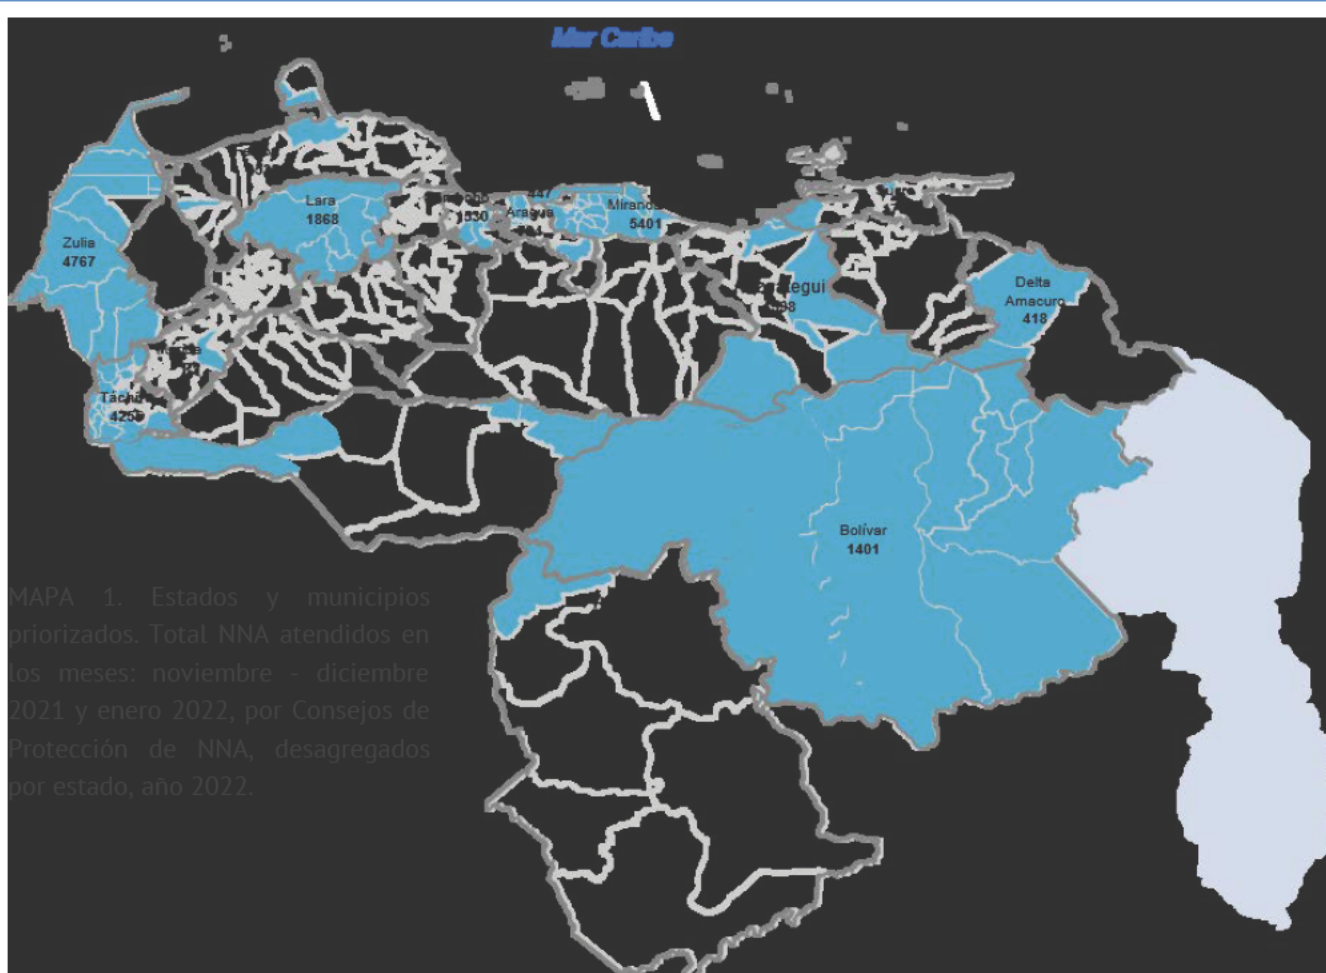 Mar Caribe
Lara
1868
447
Aragua
Miranda
5401
Zulia
4767
Delta
Amacuro
418
Táchira
Bolívar
1401
MAPA 1. Estados y municipios
priorizados. Total NNA atendidos en
los meses: noviembre - diciembre
2021 y enero 2022, por Consejos de
Protección de NNA, desagregados
por estado, año 2022.